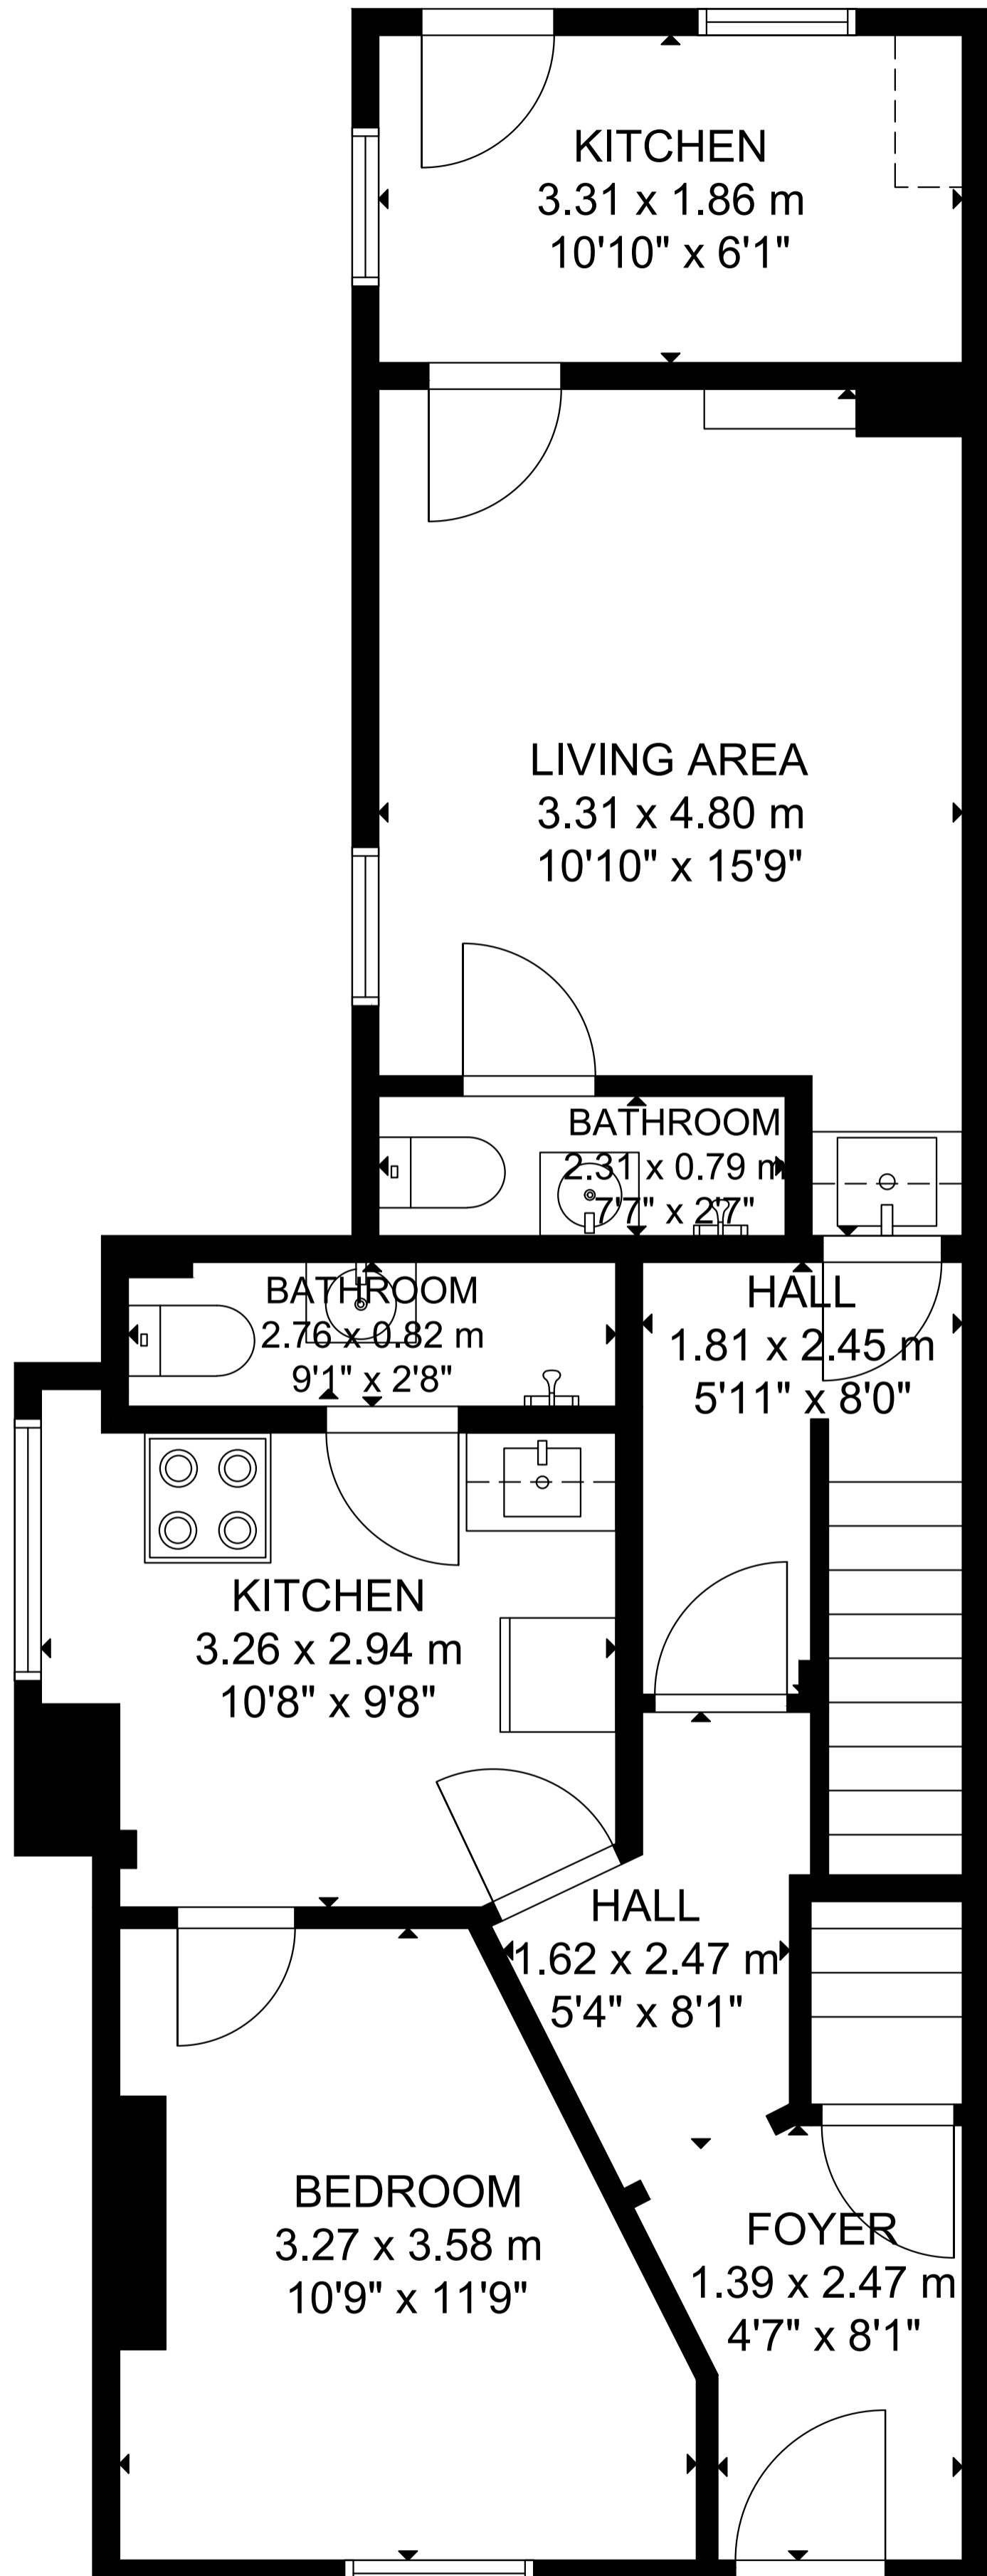 KITCHEN
3.31 x 1.86 m
10'10" x 6'1"
LIVING AREA
3.31 x 4.80 m
10'10" x 15'9"
BATHROOM
2.31 x 0.79 m
7'7" x 2'7"
BATHROOM
2.76 x 0.82 m
9'1" x 2'8"
HALL
1.81 x 2.45 m
5'11" x 8'0"
KITCHEN
3.26 x 2.94 m
10'8" x 9'8"
HALL
1.62 x 2.47 m
5'4" x 8'1"
BEDROOM
3.27 x 3.58 m
10'9" x 11'9"
FOYER
1.39 x 2.47 m
4'7" x 8'1"